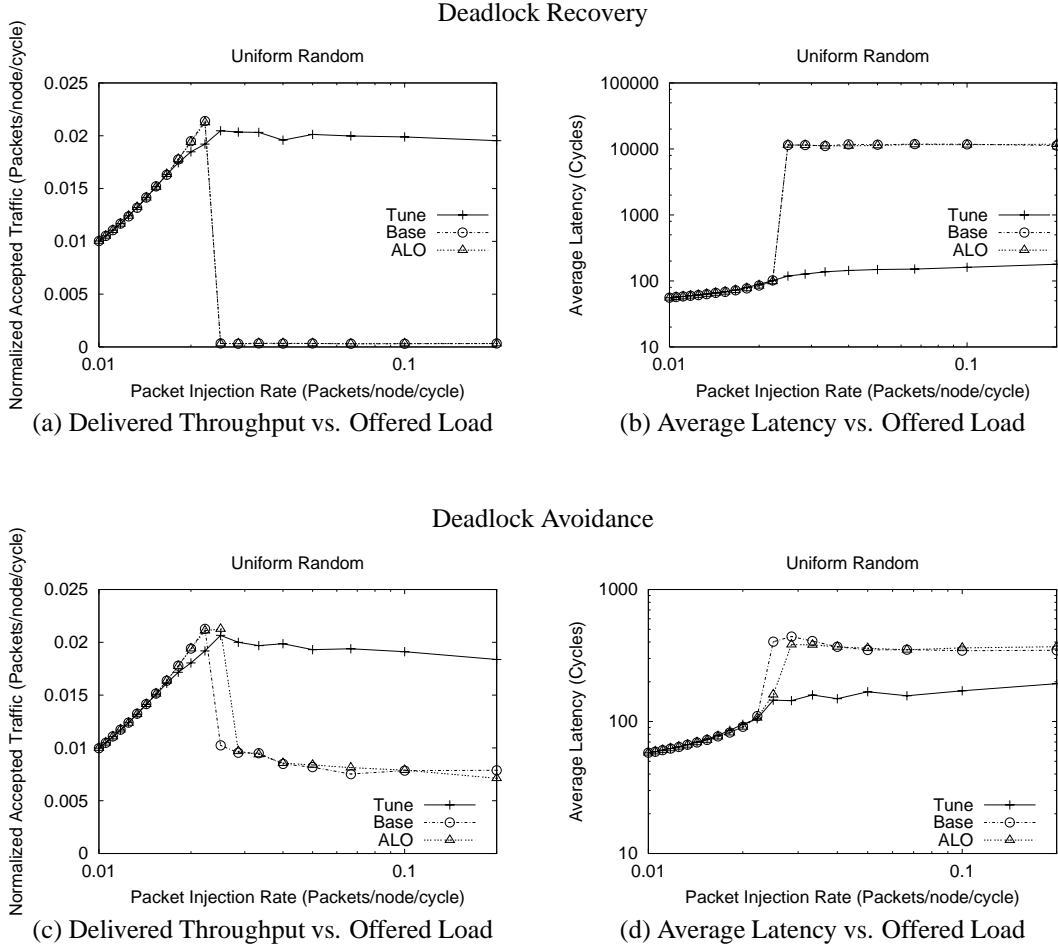 Deadlock Recovery
Uniform Random
Normalized Accepted Traffic (Packets/node/cycle)
0.025
0.02
0.015
0.01
0.005
0
0.01
0.1
Tune
Base
ALO
Packet Injection Rate (Packets/node/cycle)
(a) Delivered Throughput vs. Offered Load
Uniform Random
Average Latency (Cycles)
100000
10000
1000
100
10
0.01
0.1
Tune
Base
ALO
Packet Injection Rate (Packets/node/cycle)
(b) Average Latency vs. Offered Load
Deadlock Avoidance
Uniform Random
Normalized Accepted Traffic (Packets/node/cycle)
0.025
0.02
0.015
0.01
0.005
0
0.01
0.1
Tune
Base
ALO
Packet Injection Rate (Packets/node/cycle)
(c) Delivered Throughput vs. Offered Load
Uniform Random
Average Latency (Cycles)
1000
100
10
0.01
0.1
Tune
Base
ALO
Packet Injection Rate (Packets/node/cycle)
(d) Average Latency vs. Offered Load